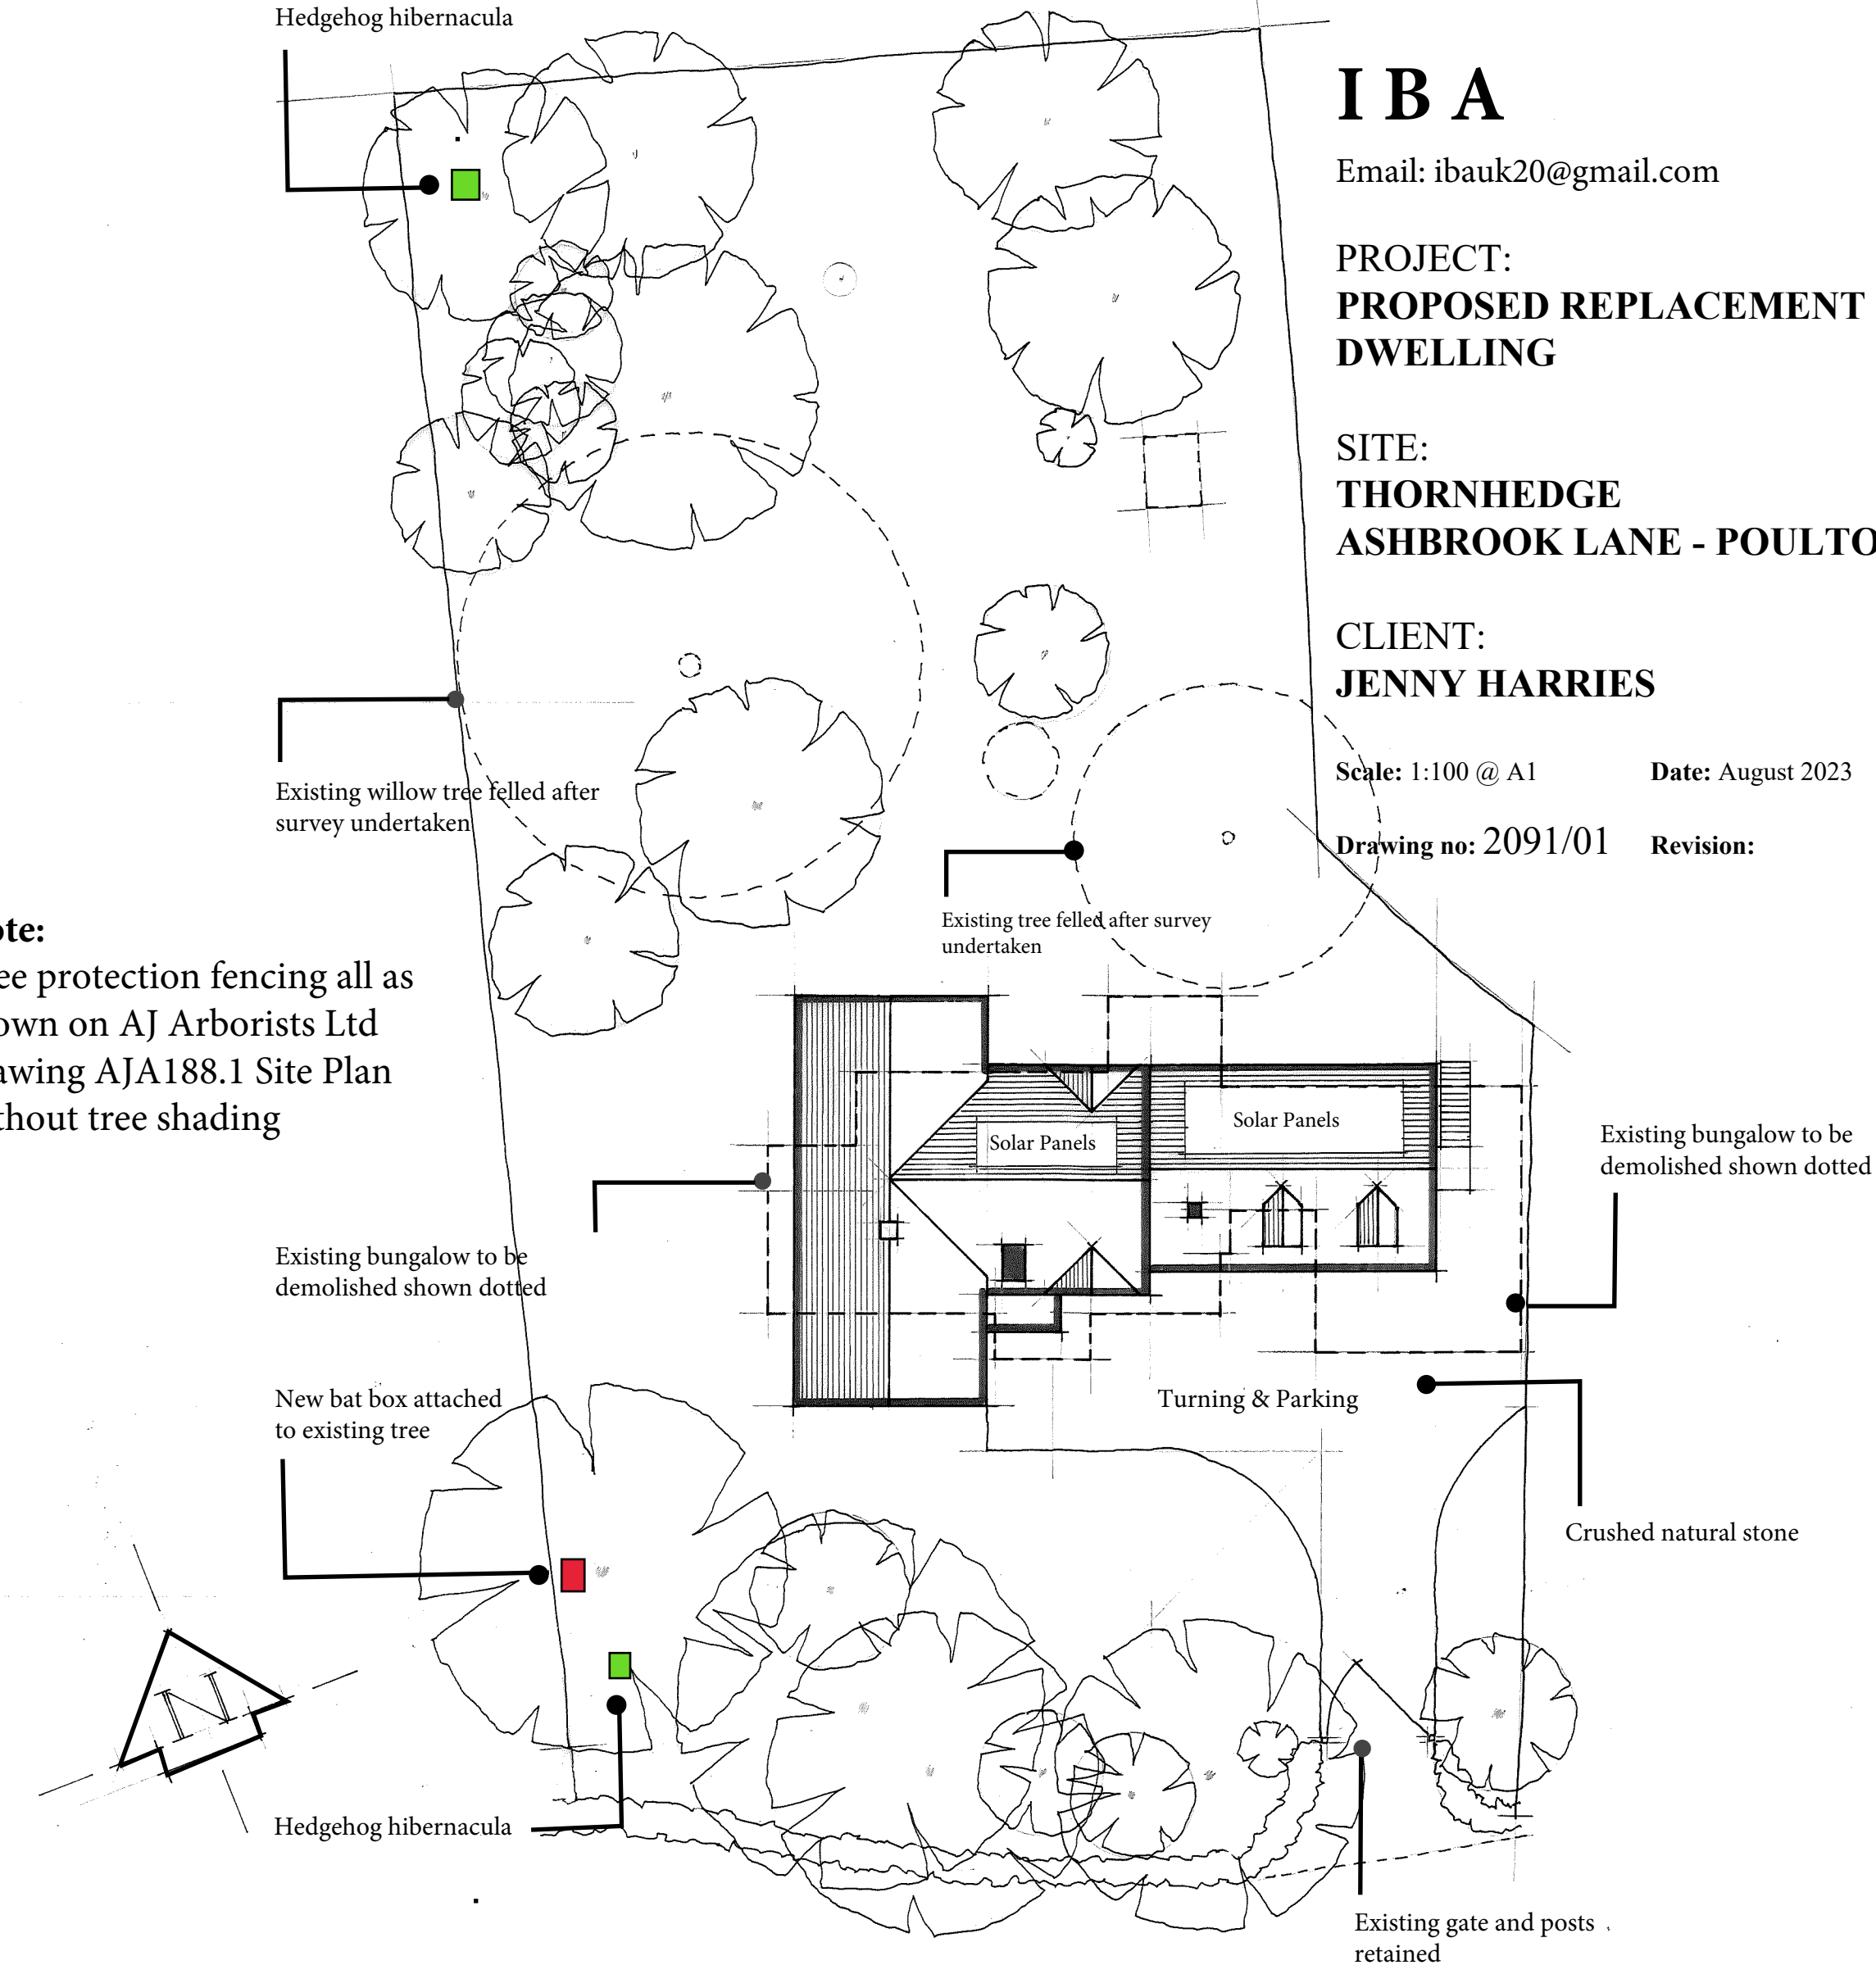 Hedgehog hibernacula
I B A
Email: ibauk20@gmail.com
PROJECT:
PROPOSED REPLACEMENT
DWELLING
SITE:
THORNHEDGE
ASHBROOK LANE - POULTO
CLIENT:
JENNY HARRIES
Scale: 1:100 @ A1 Date: August 2023
Drawing no: 2091/01 Revision:
Existing willow tree felled after
survey undertaken
Existing tree felled after survey
undertaken
ote:
ee protection fencing all as
own on AJ Arborists Ltd
awing AJA188.1 Site Plan
thout tree shading
Solar Panels
Solar Panels
Existing bungalow to be
demolished shown dotted
Existing bungalow to be
demolished shown dotted
New bat box attached
to existing tree
Turning & Parking
Crushed natural stone
N
Hedgehog hibernacula
Existing gate and posts
retained